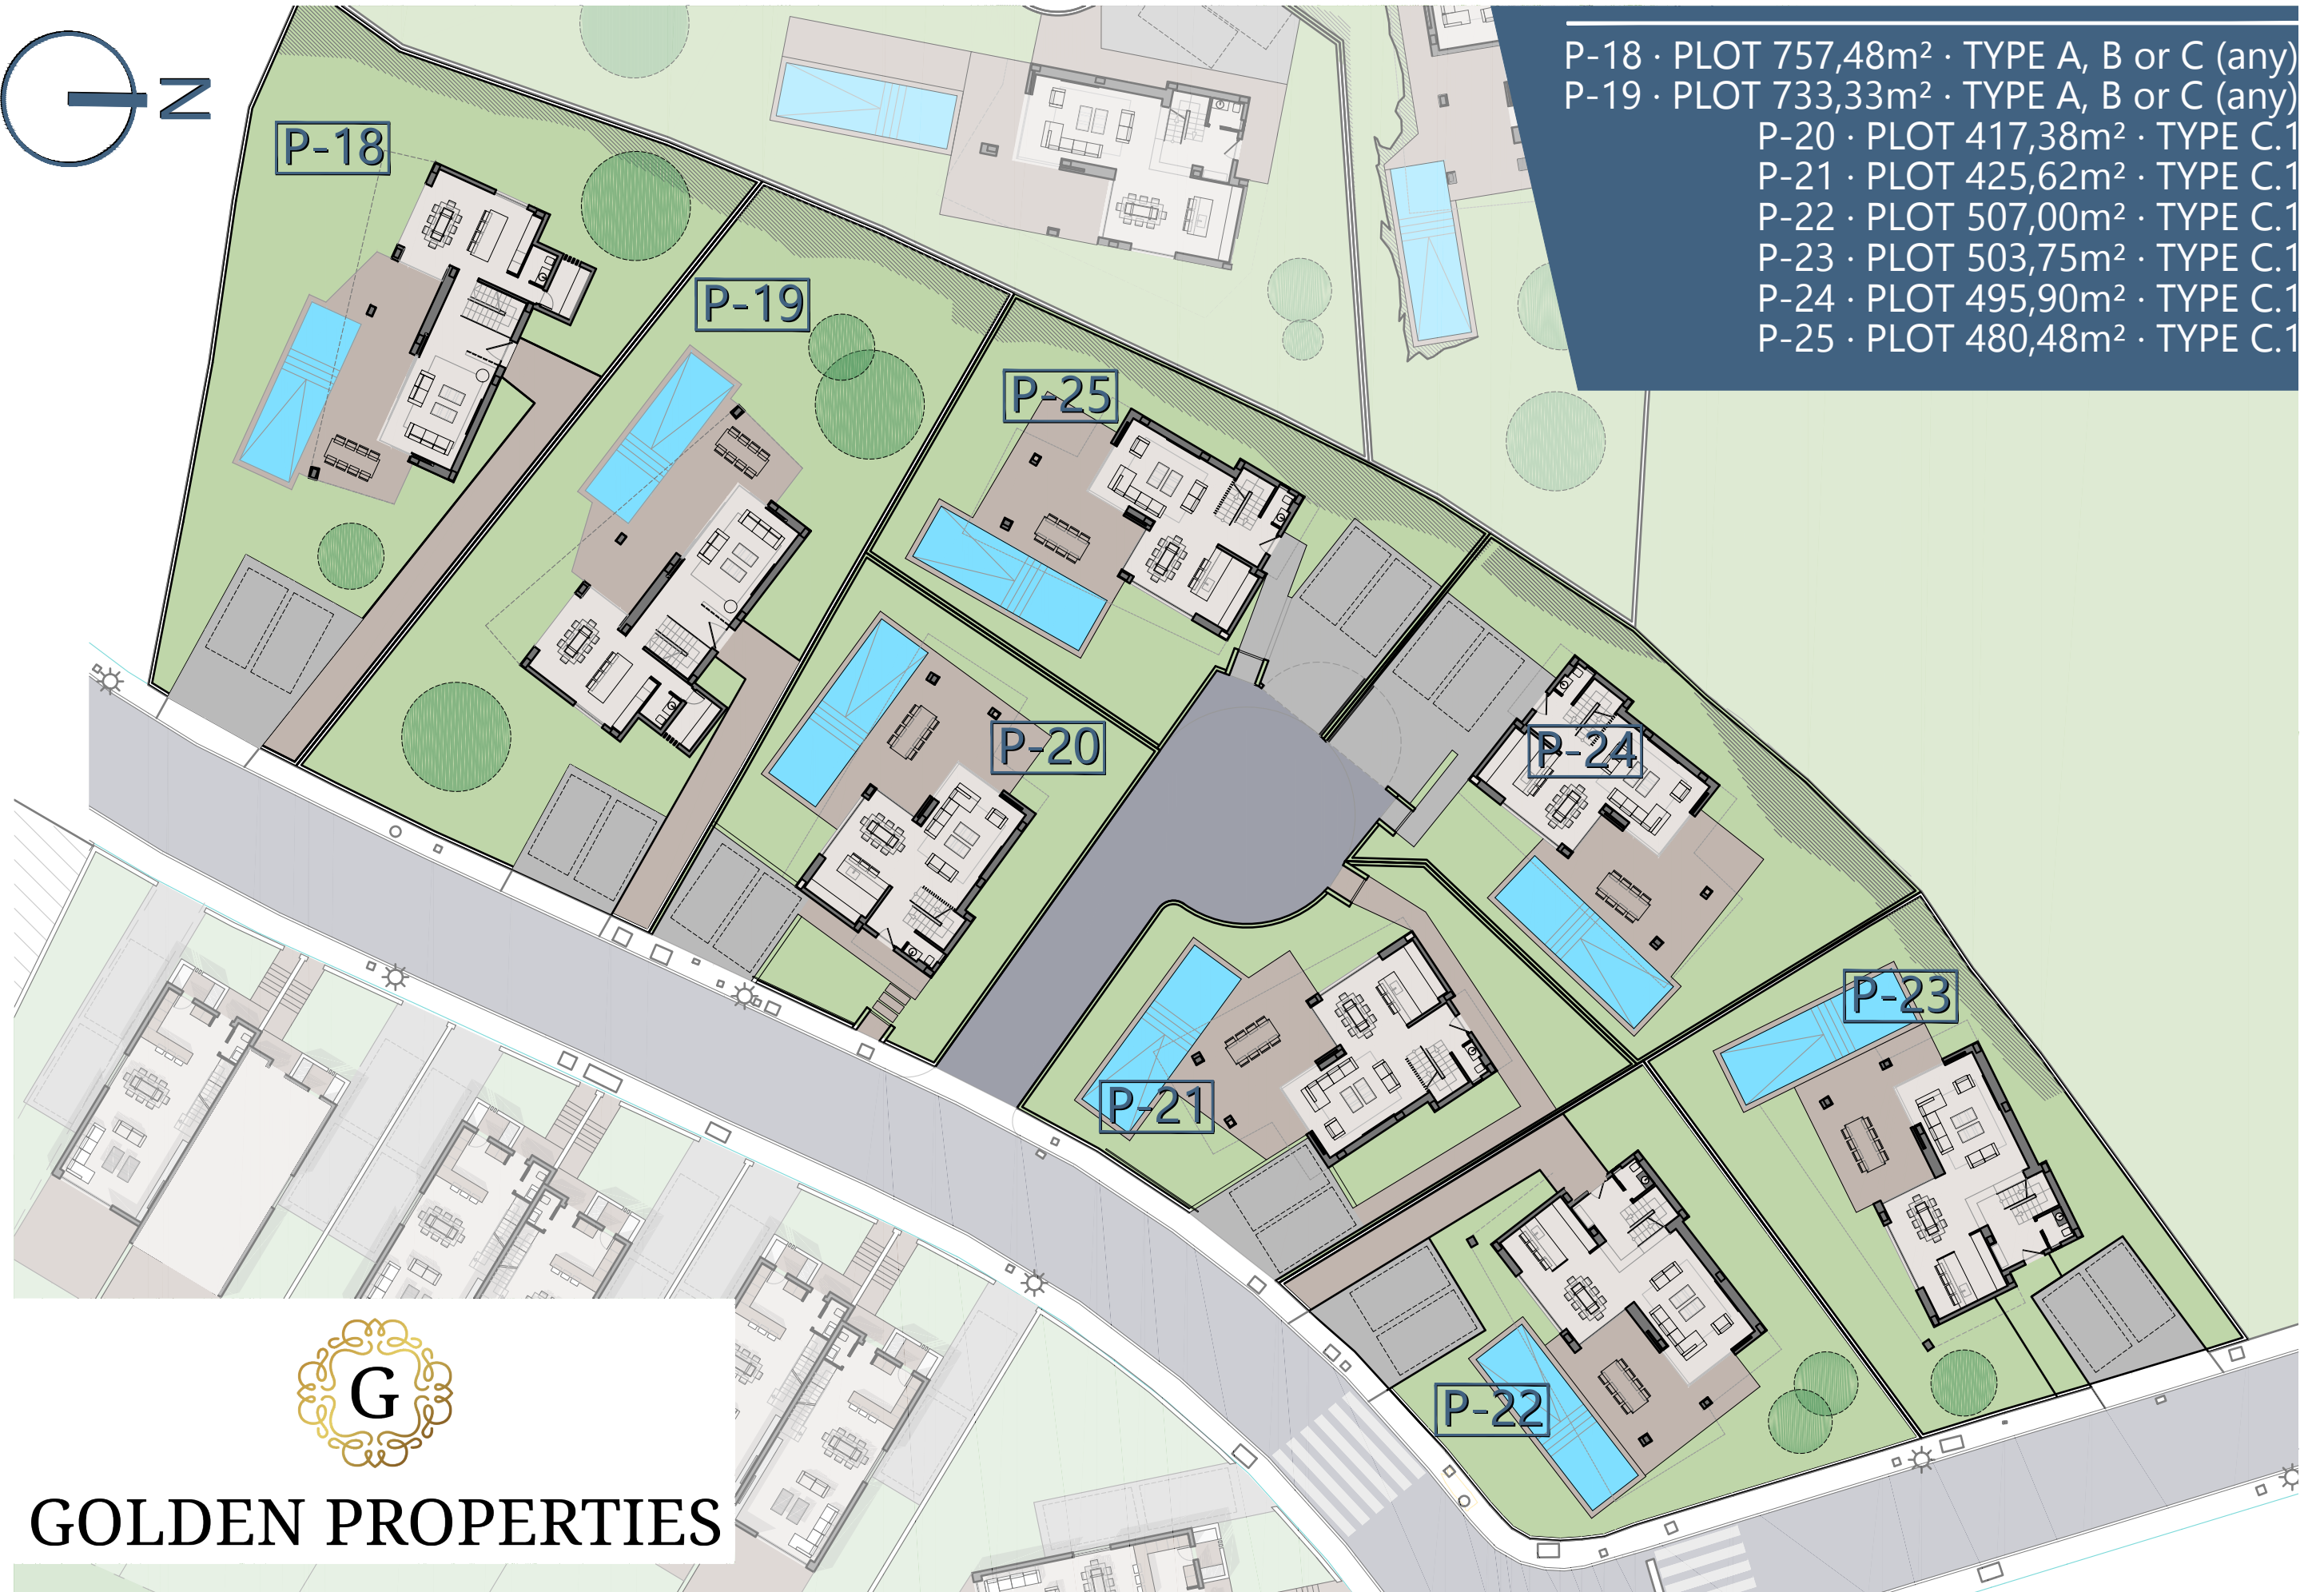 N
P-18 · PLOT 757,48m² · TYPE A, B or C (any)
P-19 · PLOT 733,33m² · TYPE A, B or C (any)
P-20 · PLOT 417,38m² · TYPE C.1
P-21 · PLOT 425,62m² · TYPE C.1
P-22 · PLOT 507,00m² · TYPE C.1
P-23 · PLOT 503,75m² · TYPE C.1
P-24 · PLOT 495,90m² · TYPE C.1
P-25 · PLOT 480,48m² · TYPE C.1
P-18
P-19
P-25
P-20
P-24
P-23
P-21
P-22
G
GOLDEN PROPERTIES